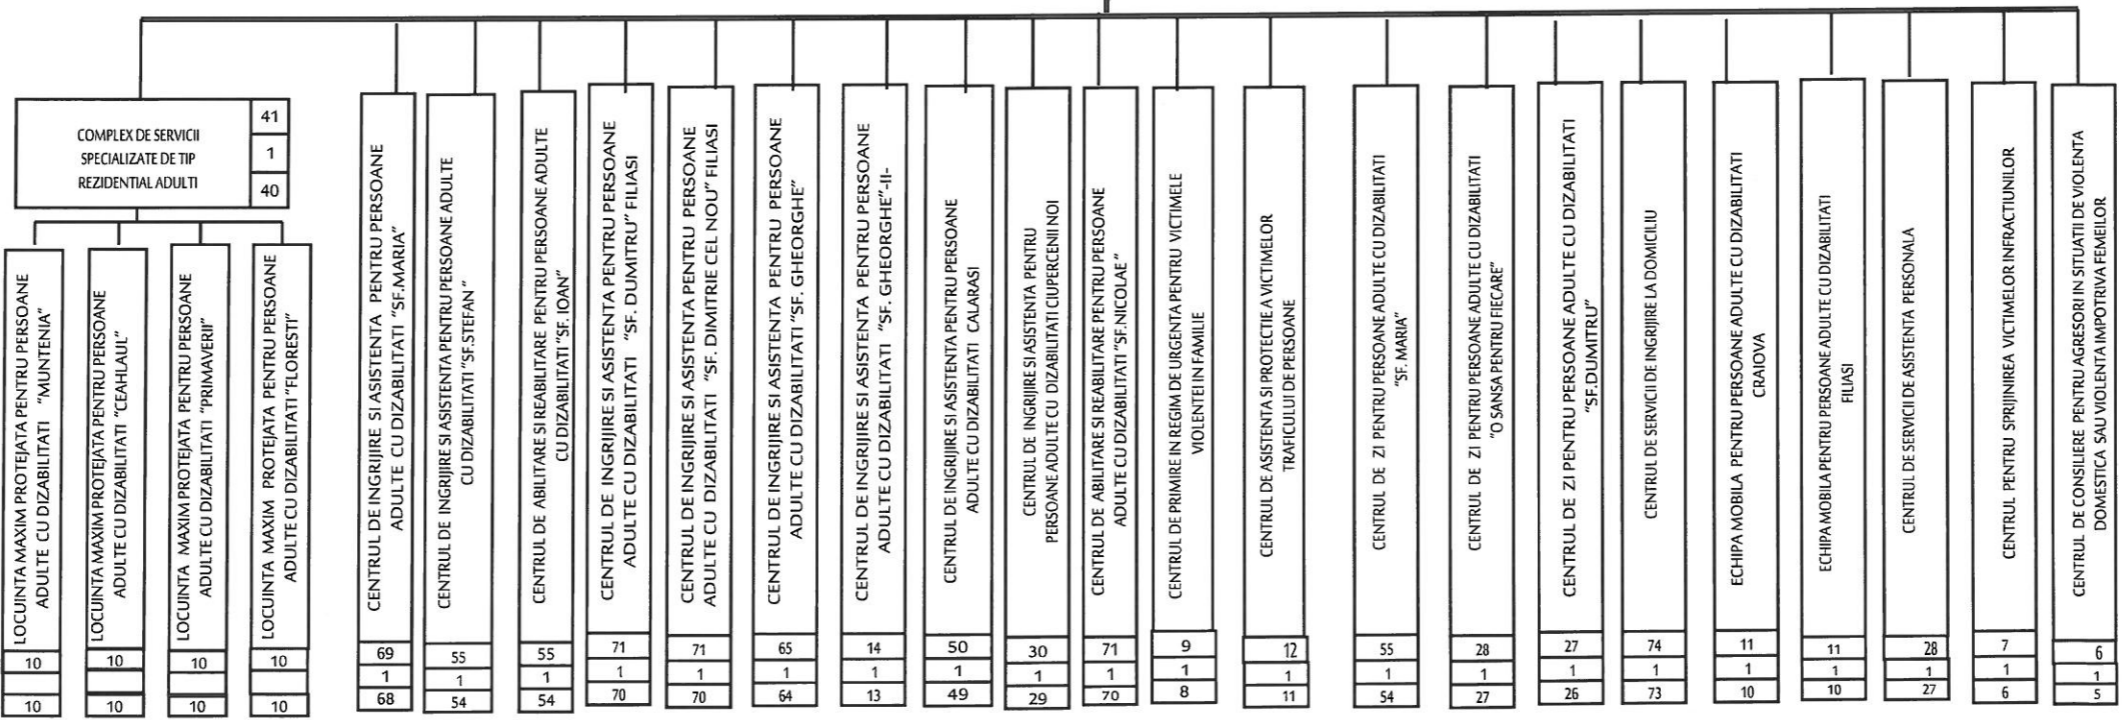 COMPLEX DE SERVICII
SPECIALIZATE DE TIP
REZIDENTIAL ADULTI
41
1
40
LOCUINTA MAXIM PROTEJATA PENTRU PERSOANE
ADULTE CU DIZABILITATI "MUNTENIA"
10
10
LOCUINTA MAXIM PROTEJATA PENTRU PERSOANE
ADULTE CU DIZABILITATI "CEAHLAUL"
10
10
LOCUINTA MAXIM PROTEJATA PENTRU PERSOANE
ADULTE CU DIZABILITATI "PRIMAVERII"
10
10
LOCUINTA MAXIM PROTEJATA PENTRU PERSOANE
ADULTE CU DIZABILITATI "FLORESTI"
10
10
CENTRUL DE INGRIJIRE SI ASISTENTA PENTRU PERSOANE
ADULTE CU DIZABILITATI "SF.MARIA"
69
1
68
CENTRUL DE INGRIJIRE SI ASISTENTA PENTRU PERSOANE ADULTE
CU DIZABILITATI "SF.STEFAN"
55
1
54
CENTRUL DE ABILITARE SI REABILITARE PENTRU PERSOANE ADULTE
CU DIZABILITATI "SF. IOAN"
55
1
54
CENTRUL DE INGRIJIRE SI ASISTENTA PENTRU PERSOANE
ADULTE CU DIZABILITATI "SF. DUMITRU" FILIASI
71
1
70
CENTRUL DE INGRIJIRE SI ASISTENTA PENTRU PERSOANE
ADULTE CU DIZABILITATI "SF. DIMITRIE CEL NOU" FILIASI
71
1
70
CENTRUL DE INGRIJIRE SI ASISTENTA PENTRU PERSOANE
ADULTE CU DIZABILITATI "SF. GHEORGHE"
65
1
64
CENTRUL DE INGRIJIRE SI ASISTENTA PENTRU PERSOANE
ADULTE CU DIZABILITATI "SF. GHEORGHE"-II-
14
1
13
CENTRUL DE INGRIJIRE SI ASISTENTA PENTRU PERSOANE
ADULTE CU DIZABILITATI CALARASI
50
1
49
CENTRUL DE INGRIJIRE SI ASISTENTA PENTRU
PERSOANE ADULTE CU DIZABILITATI CIUPERCENII NOI
30
1
29
CENTRUL DE ABILITARE SI REABILITARE PENTRU PERSOANE
ADULTE CU DIZABILITATI "SF.NICOLAE"
71
1
70
CENTRUL DE PRIMIRE IN REGIM DE URGENTA PENTRU VICTIMELE
VIOLENTEI IN FAMILIE
9
1
8
CENTRUL DE ASISTENTA SI PROTECTIE A VICTIMELOR
TRAFICULUI DE PERSOANE
12
1
11
CENTRUL DE ZI PENTRU PERSOANE ADULTE CU DIZABILITATI
"SF. MARIA"
55
1
54
CENTRUL DE ZI PENTRU PERSOANE ADULTE CU DIZABILITATI
"O SANSA PENTRU FIECARE"
28
1
27
CENTRUL DE ZI PENTRU PERSOANE ADULTE CU DIZABILITATI
"SF.DUMITRU"
27
1
26
CENTRUL DE SERVICII DE INGRIJIRE LA DOMICILIU
74
1
73
ECHIPA MOBILA PENTRU PERSOANE ADULTE CU DIZABILITATI
CRAIOVA
11
1
10
ECHIPA MOBILA PENTRU PERSOANE ADULTE CU DIZABILITATI
FILIASI
11
1
10
CENTRUL DE SERVICII DE ASISTENTA PERSONALA
28
1
27
CENTRUL PENTRU SPRIJINIREA VICTIMELOR INFRACTIUNILOR
7
1
6
CENTRUL DE CONSILIERE PENTRU AGRESORI IN SITUATII DE VIOLENTA
DOMESTICA SAU VIOLENTA IMPOTRIVA FEMEILOR
6
1
5